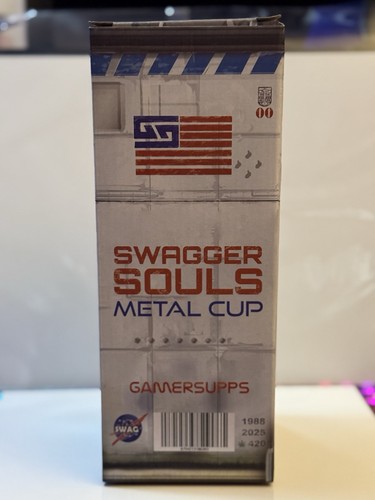 00
SWAGGER
SOULS
METAL CUP
GAMERSUPPS
SWAG
1988
2025
420